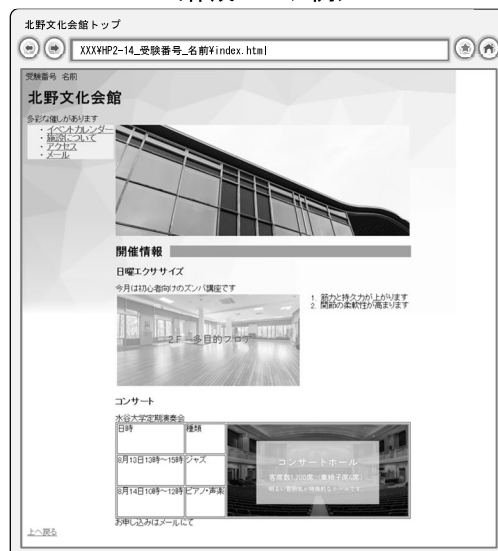 北野文化会館トップ
XXX¥HP2-14_受験番号_名前¥index.html
受験番号 名前
北野文化会館
多彩な催しがあります
・イベントカレンダー
・施設について
・アクセス
・メール
開催情報
日曜エクササイズ
今月は初心者向けのズンバ講座です
2F 多目的フロア
1. 筋力と持久力が上がります
2. 関節の柔軟性が高まります
コンサート
水谷大学定期演奏会
日時 種類
8月13日13時~15時 ジャズ
8月14日10時~12時 ピアノ・声楽
コンサートホール
客席数1,200席（車椅子席6席）
お申し込みはメールにて
上へ戻る